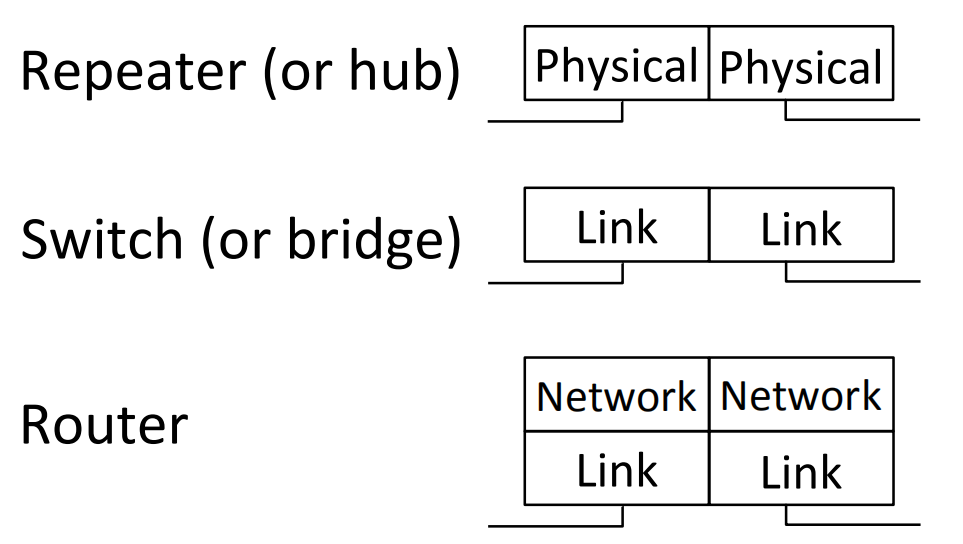 Repeater (or hub)
Physical Physical
Switch (or bridge)
Link Link
Router
Network Network
Link Link